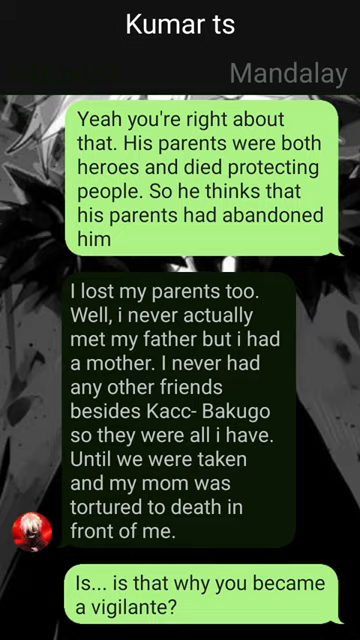 Kumar ts
Mandalay
Yeah you're right about
that. His parents were both
heroes and died protecting
people. So he thinks that
his parents had abandoned
him
I lost my parents too.
Well, i never actually
met my father but i had
a mother. I never had
any other friends
besides Kacc- Bakugo
so they were all i have.
Until we were taken
and my mom was
tortured to death in
front of me.
Is... is that why you became
a vigilante?